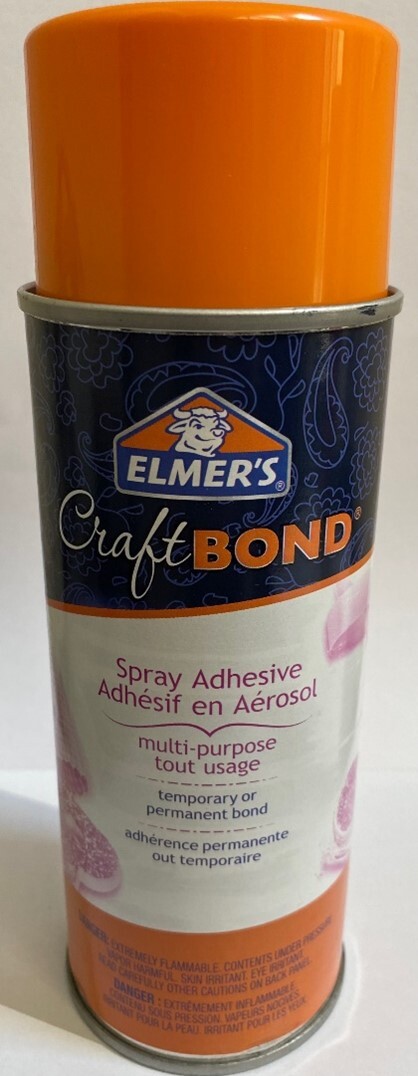 ELMER'S®
CraftBOND®
Spray Adhesive
Adhésif en Aérosol
multi-purpose
tout usage
temporary or
permanent bond
adhérence permanente
out temporaire
DANGER: EXTREMELY FLAMMABLE. CONTENTS UNDER PRESSURE.
VAPOR HARMFUL. SKIN IRRITANT. EYE IRRITANT.
READ CAREFULLY OTHER CAUTIONS ON BACK PANEL.
DANGER : EXTRÊMEMENT INFLAMMABLE.
CONTENU SOUS PRESSION. VAPEURS NOCIVES.
IRRITANT POUR LA PEAU. IRRITANT POUR LES YEUX.